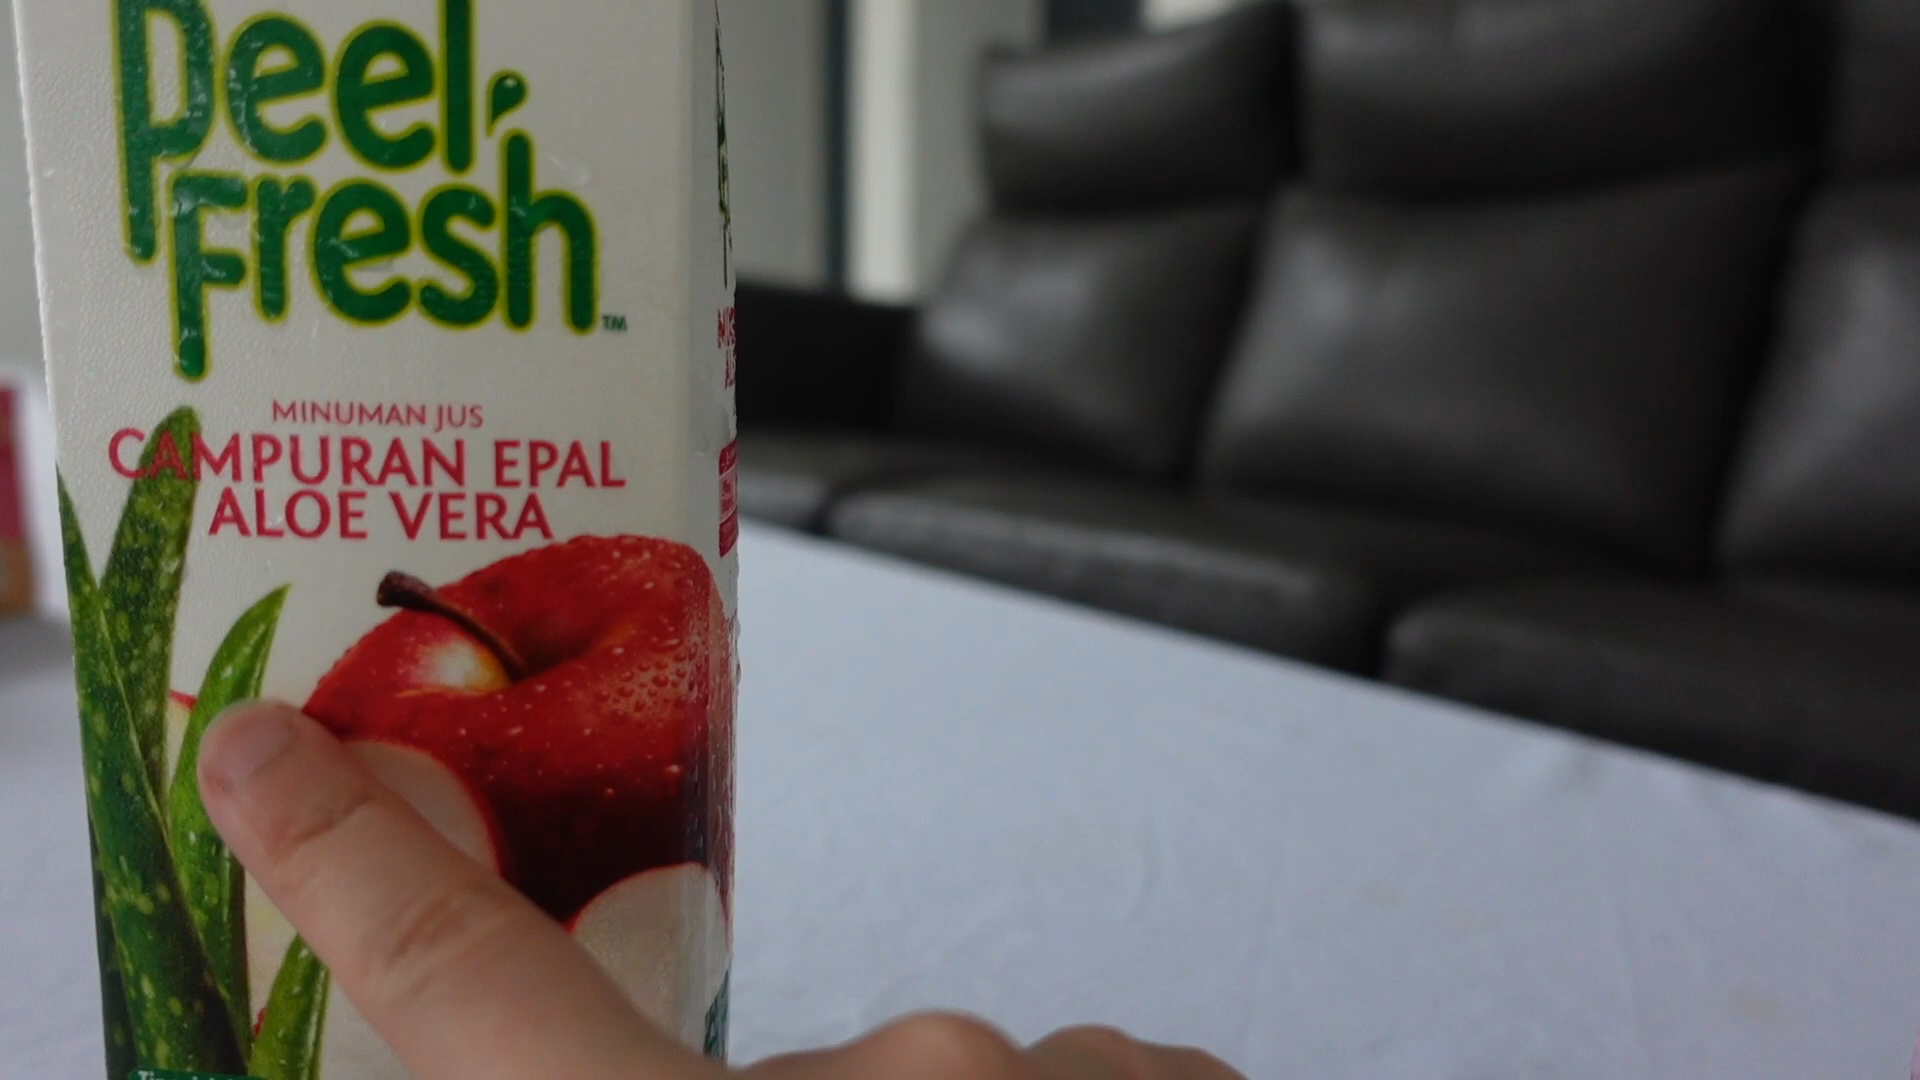 Peel
Fresh
TM
MINUMAN JUS
CAMPURAN EPAL
ALOE VERA